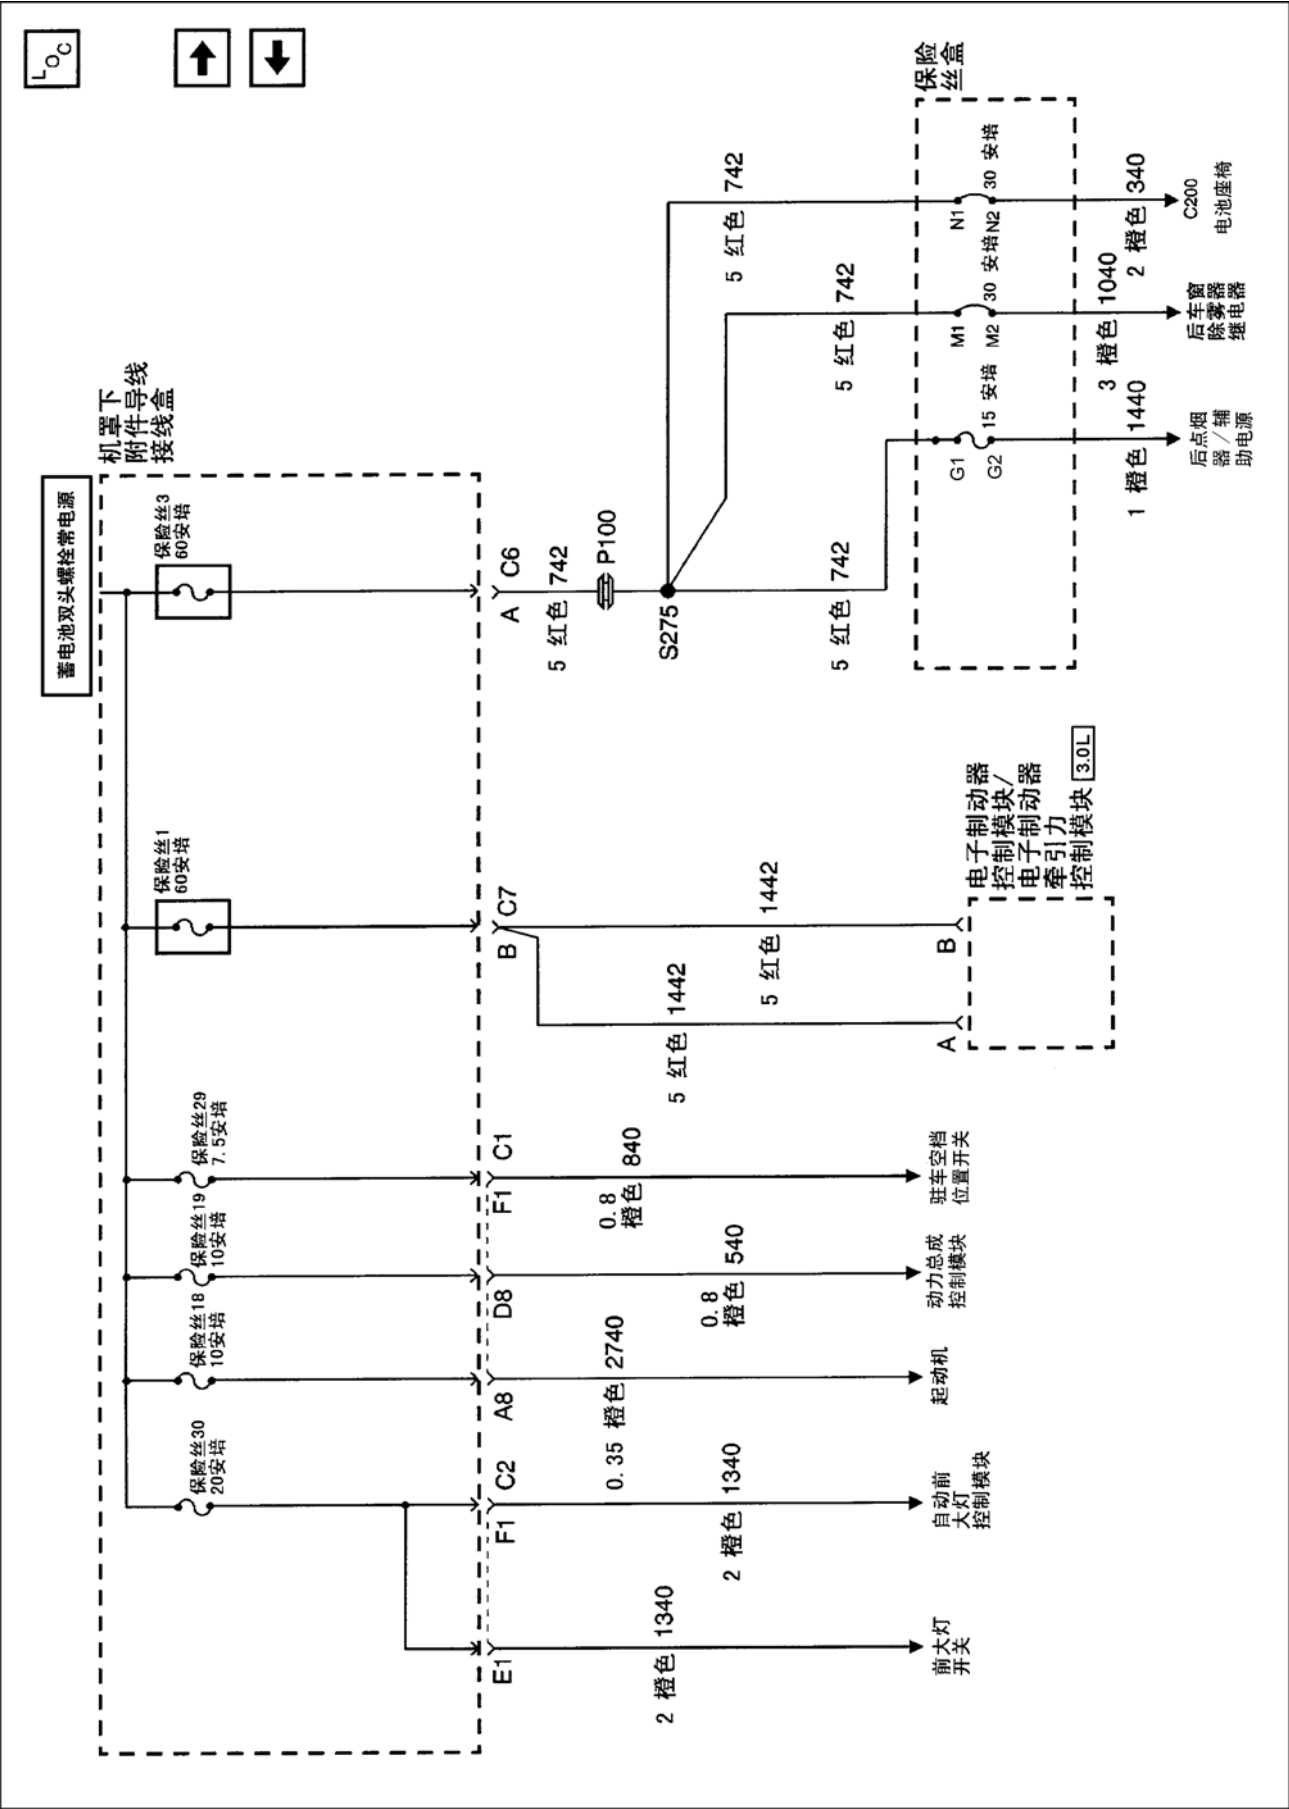 LOC
蓄电池双头螺栓常电源
机罩下
附件导线
接线盒
保险丝30
20安培
保险丝18
10安培
保险丝19
10安培
保险丝29
7.5安培
保险丝1
60安培
保险丝3
60安培
E1
F1
C2
A8
D8
F1
C1
B
C7
A
C6
2 橙色 1340
2 橙色 1340
0.35 橙色 2740
0.8
橙色 540
0.8
橙色 840
5 红色 1442
5 红色 1442
5 红色 742
P100
S275
5 红色 742
5 红色 742
5 红色 742
前大灯
开关
自动前
大灯
控制模块
起动机
动力总成
控制模块
驻车空档
位置开关
A
B
电子制动器
控制模块/
电子制动器
牵引力
控制模块
3.0L
保险
丝盒
G1
G2
15 安培
M1
M2
30 安培
N1
N2
30 安培
1 橙色 1440
3 橙色 1040
2 橙色 340
后点烟
器/辅
助电源
后车窗
除雾器
继电器
C200
电池座椅